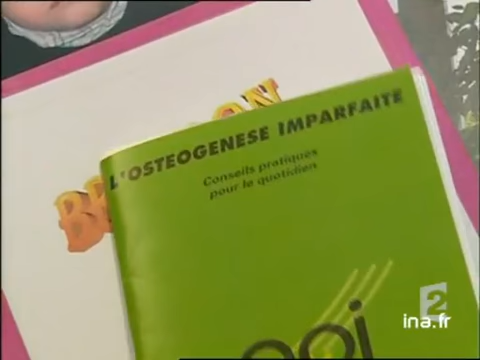 L'OSTEOGENESE IMPARFAITE
Conseils pratiques
pour le quotidien
2
ina.fr